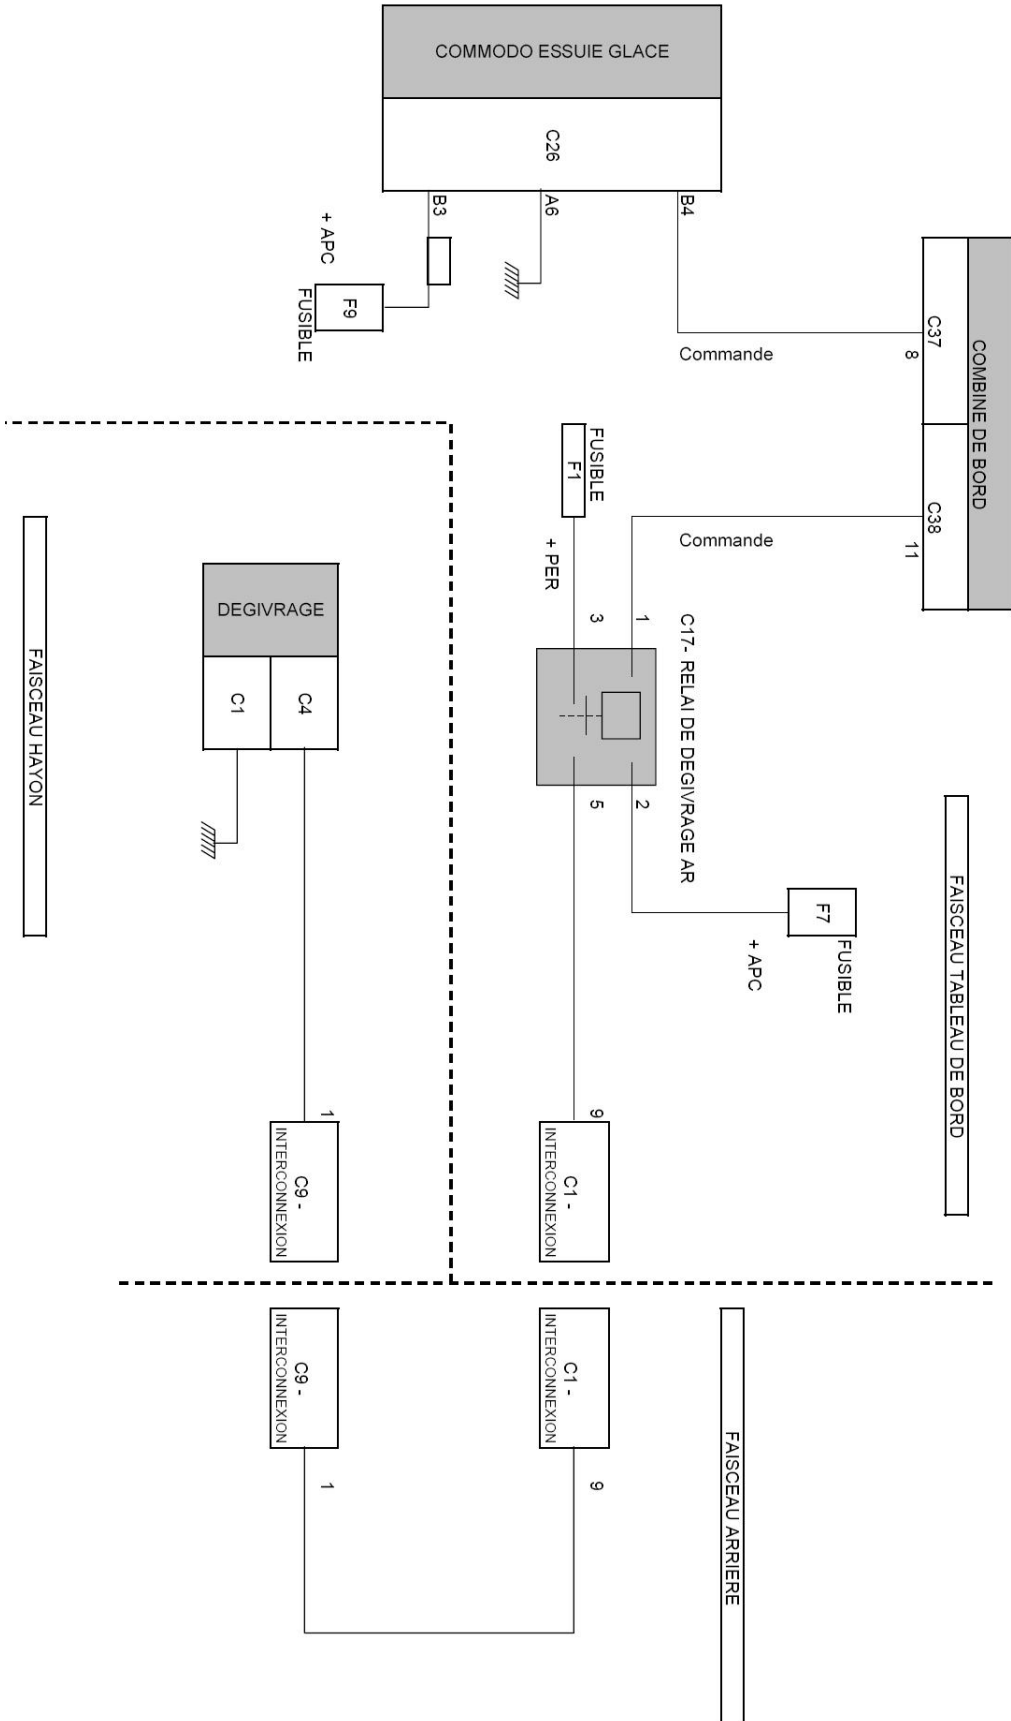 COMMODO ESSUIE GLACE
C26
B3
A6
B4
+ APC
F9
FUSIBLE
Commande
C37
8
COMBINE DE BORD
C38
11
Commande
FUSIBLE
F1
+ PER
3
1
C17- RELAI DE DEGIVRAGE AR
5
2
F7
FUSIBLE
+ APC
FAISCEAU TABLEAU DE BORD
DEGIVRAGE
C1
C4
FAISCEAU HAYON
1
C9 -
INTERCONNEXION
9
C1 -
INTERCONNEXION
C9 -
INTERCONNEXION
1
C1 -
INTERCONNEXION
9
FAISCEAU ARRIERE